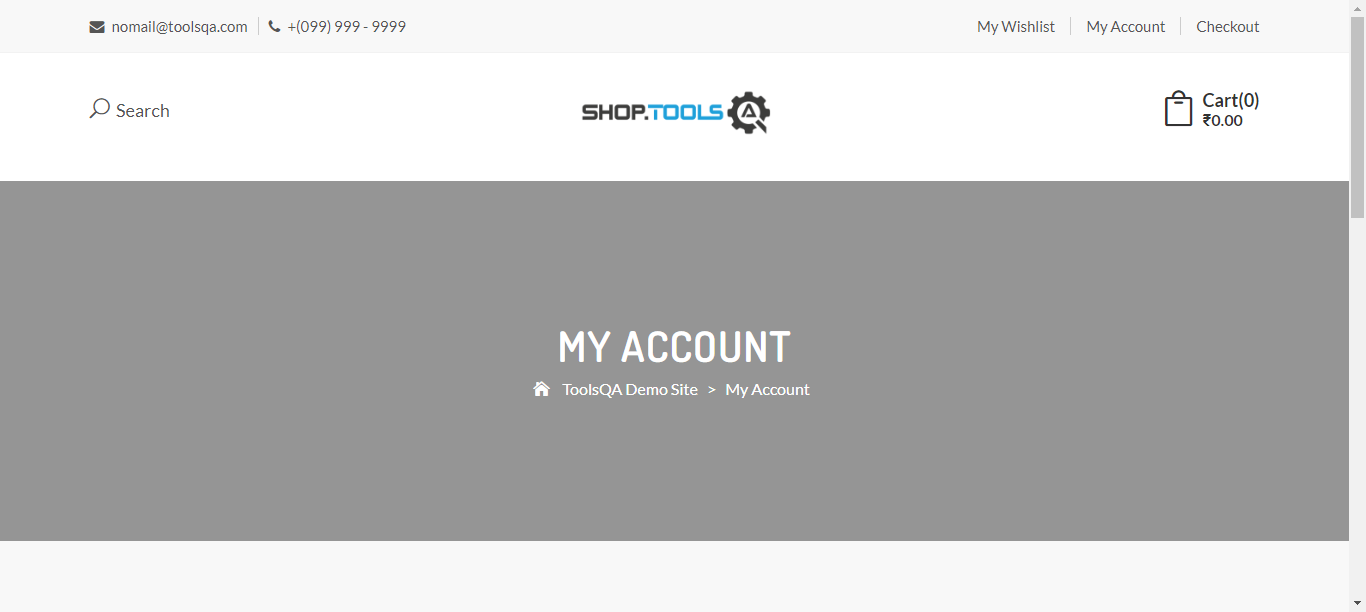 nomail@toolsqa.com +(099) 999 - 9999 My Wishlist My Account Checkout
Search
SHOP.TOOLSQA
Cart(0)
₹0.00
MY ACCOUNT
ToolsQA Demo Site > My Account